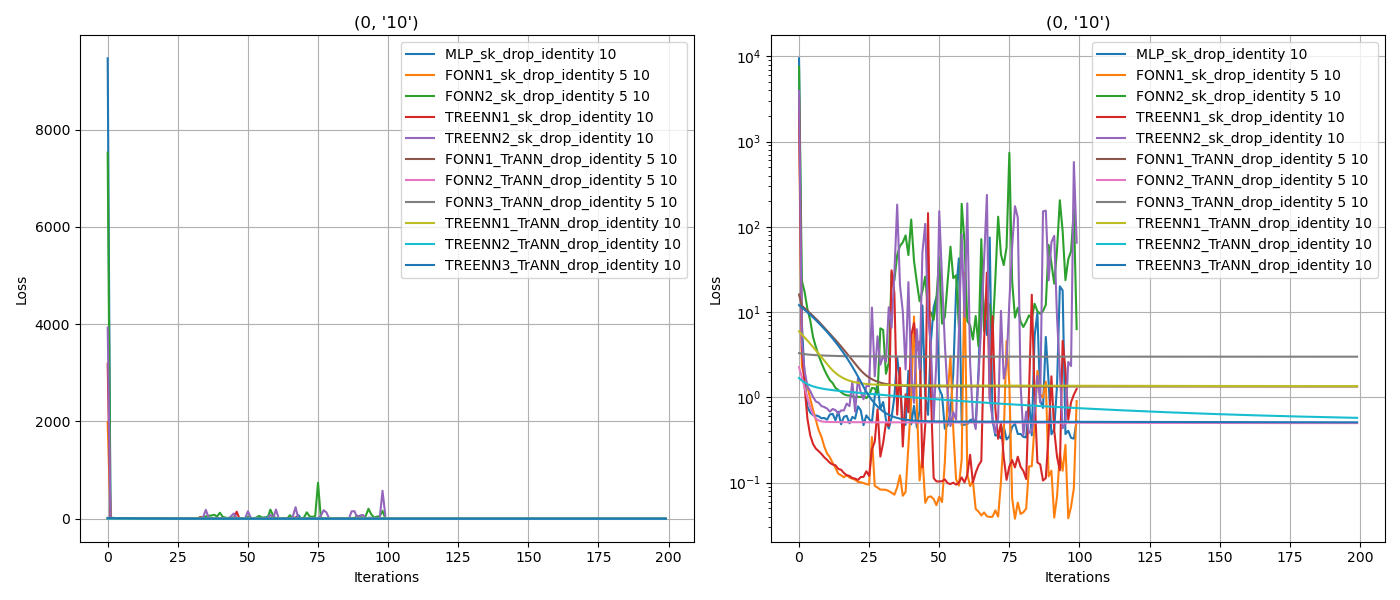 (0, '10')
Loss
8000
6000
4000
2000
0
0
25
50
75
100
125
150
175
200
Iterations
MLP_sk_drop_identity 10
FONN1_sk_drop_identity 5 10
FONN2_sk_drop_identity 5 10
TREENN1_sk_drop_identity 10
TREENN2_sk_drop_identity 10
FONN1_TrANN_drop_identity 5 10
FONN2_TrANN_drop_identity 5 10
FONN3_TrANN_drop_identity 5 10
TREENN1_TrANN_drop_identity 10
TREENN2_TrANN_drop_identity 10
TREENN3_TrANN_drop_identity 10
(0, '10')
Loss
10⁴
10³
10²
10¹
10⁰
10⁻¹
0
25
50
75
100
125
150
175
200
Iterations
MLP_sk_drop_identity 10
FONN1_sk_drop_identity 5 10
FONN2_sk_drop_identity 5 10
TREENN1_sk_drop_identity 10
TREENN2_sk_drop_identity 10
FONN1_TrANN_drop_identity 5 10
FONN2_TrANN_drop_identity 5 10
FONN3_TrANN_drop_identity 5 10
TREENN1_TrANN_drop_identity 10
TREENN2_TrANN_drop_identity 10
TREENN3_TrANN_drop_identity 10